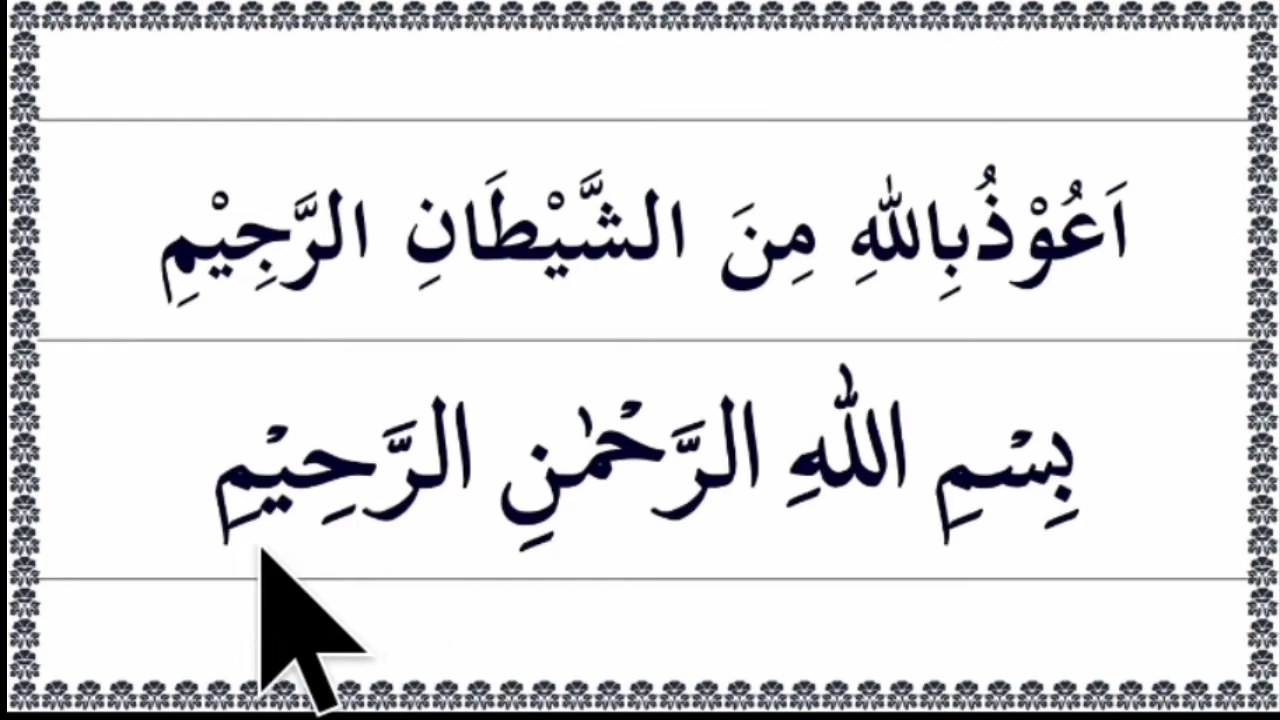 اَعُوْذُبِاللّٰهِ مِنَ الشَّيْطَانِ الرَّجِيْمِ
بِسْمِ اللّٰهِ الرَّحْمٰنِ الرَّحِيْمِ